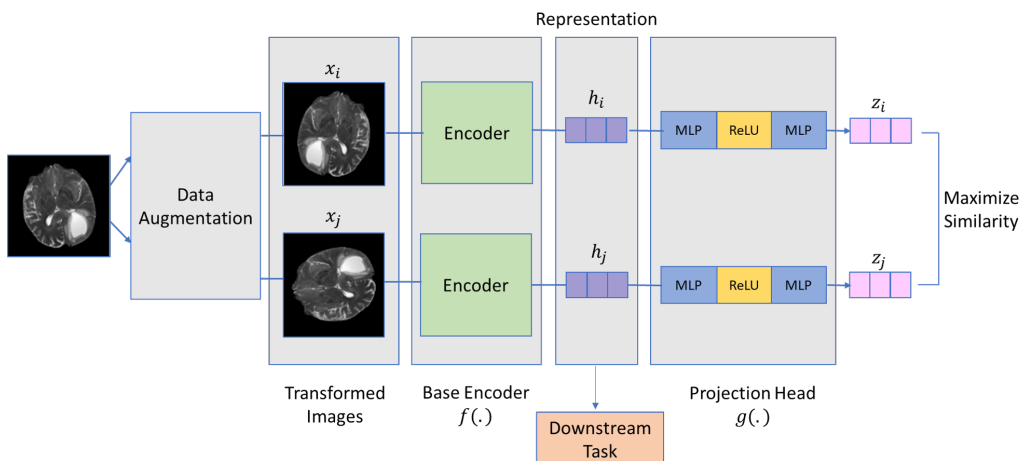 Representation
x_i
x_j
Data
Augmentation
Encoder
Encoder
h_i
h_j
MLP ReLU MLP
MLP ReLU MLP
z_i
z_j
Maximize
Similarity
Transformed
Images
Base Encoder
f(.)
Projection Head
g(.)
Downstream
Task